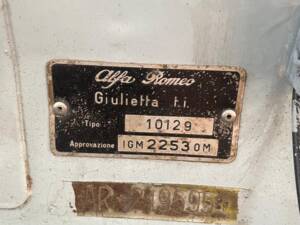 Alfa Romeo
Giulietta t.i.
Tipo 10129
Approvazione IGM 2253 OM